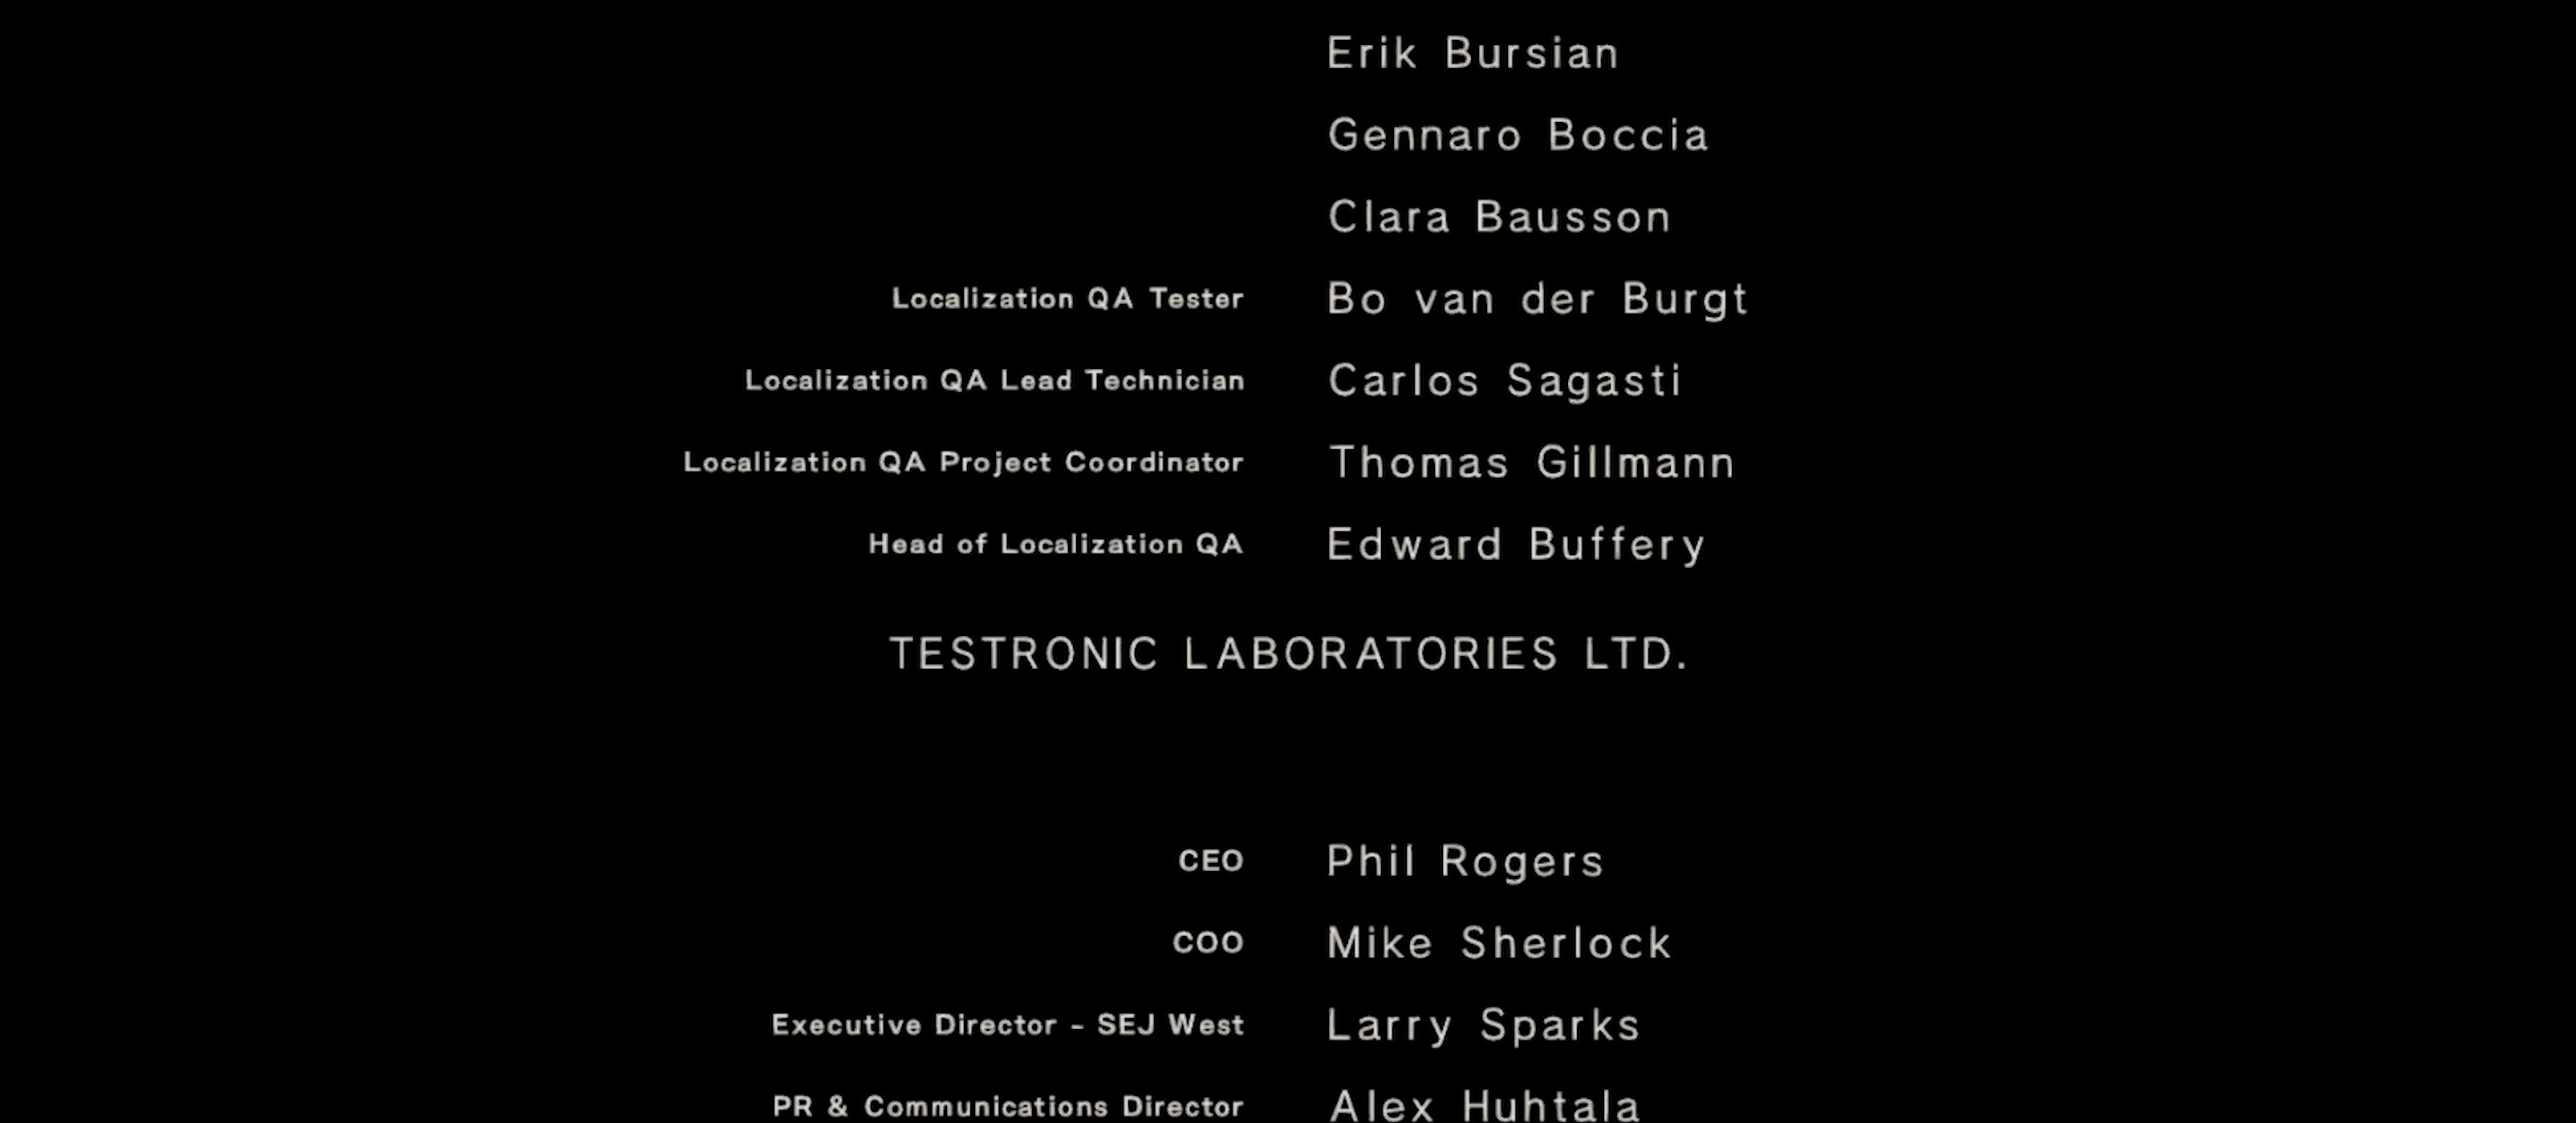 Erik Bursian
Gennaro Boccia
Clara Bausson
Localization QA Tester Bo van der Burgt
Localization QA Lead Technician Carlos Sagasti
Localization QA Project Coordinator Thomas Gillmann
Head of Localization QA Edward Buffery
TESTRONIC LABORATORIES LTD.
CEO Phil Rogers
COO Mike Sherlock
Executive Director - SEJ West Larry Sparks
PR & Communications Director Alex Huhtala